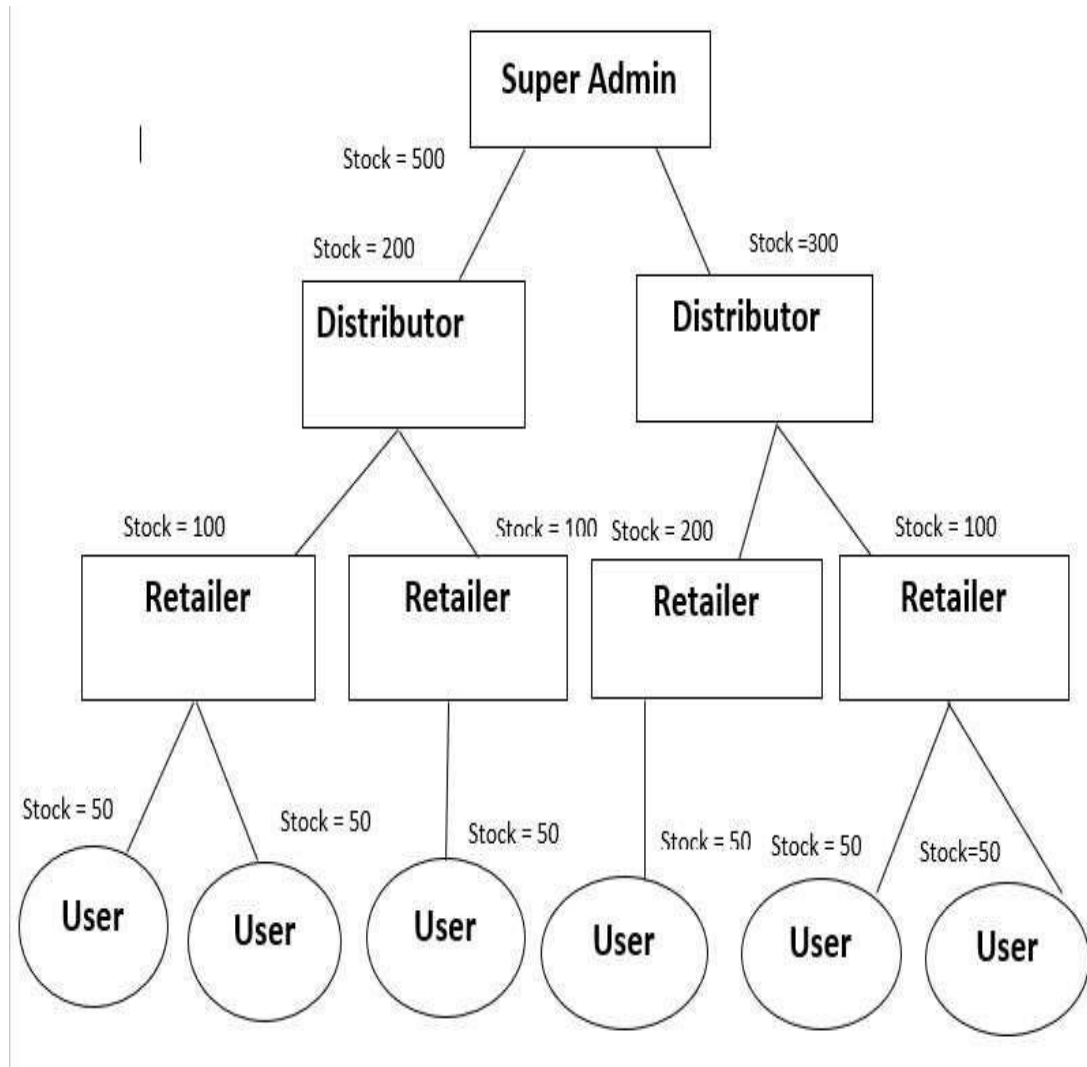 Super Admin
Stock = 500
Stock = 200
Stock =300
Distributor
Distributor
Stock = 100
Stock = 100
Stock = 200
Stock = 100
Retailer
Retailer
Retailer
Retailer
Stock = 50
Stock = 50
Stock = 50
Stock = 50
Stock = 50
Stock=50
User
User
User
User
User
User